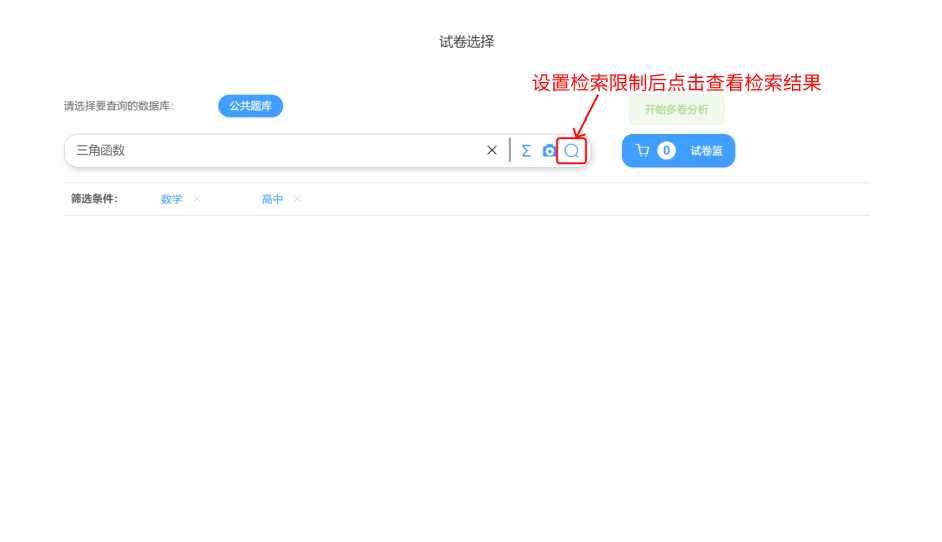 试卷选择
设置检索限制后点击查看检索结果
请选择要查询的数据库： 公共题库
开始多卷分析
三角函数 Σ 0 试卷篮
筛选条件： 数学 × 高中 ×